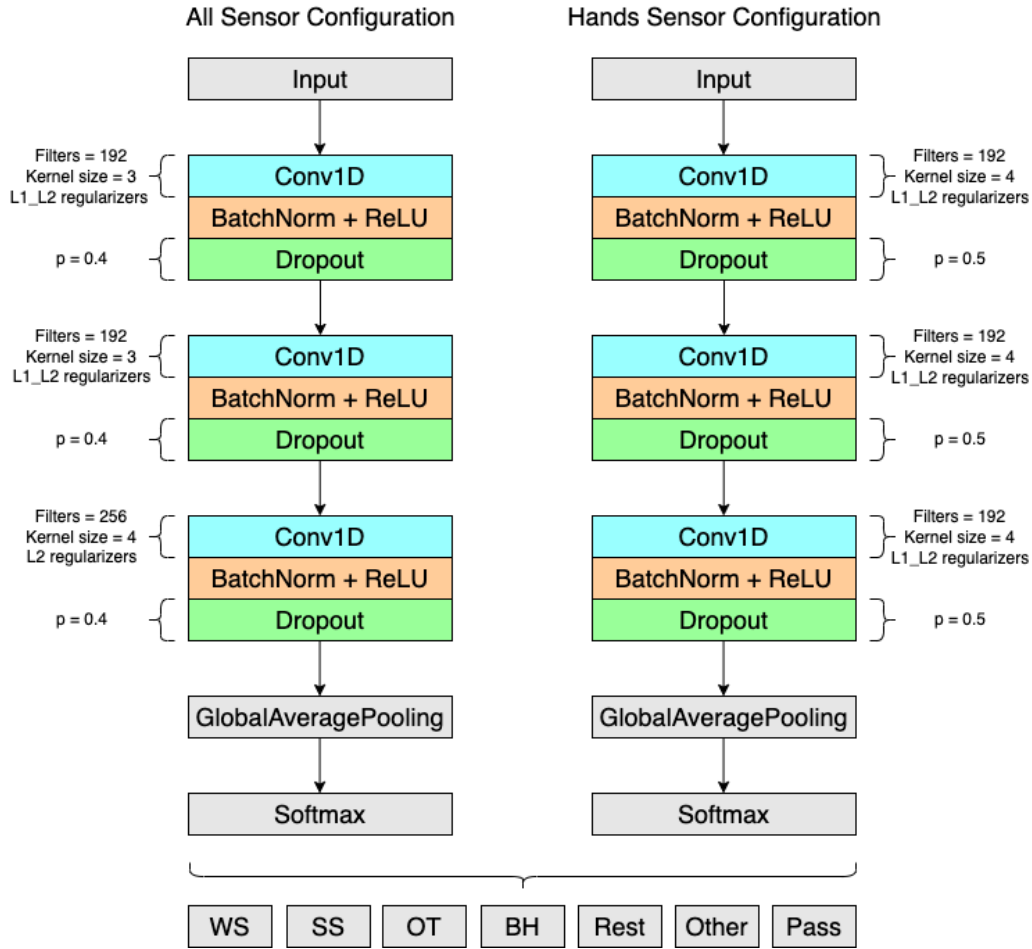 All Sensor Configuration
Hands Sensor Configuration
Input
Input
Filters = 192
Kernel size = 3
L1_L2 regularizers
Conv1D
BatchNorm + ReLU
p = 0.4
Dropout
Conv1D
BatchNorm + ReLU
Dropout
Filters = 192
Kernel size = 4
L1_L2 regularizers
p = 0.5
Filters = 192
Kernel size = 3
L1_L2 regularizers
Conv1D
BatchNorm + ReLU
p = 0.4
Dropout
Conv1D
BatchNorm + ReLU
Dropout
Filters = 192
Kernel size = 4
L1_L2 regularizers
p = 0.5
Filters = 256
Kernel size = 4
L2 regularizers
Conv1D
BatchNorm + ReLU
p = 0.4
Dropout
Conv1D
BatchNorm + ReLU
Dropout
Filters = 192
Kernel size = 4
L1_L2 regularizers
p = 0.5
GlobalAveragePooling
GlobalAveragePooling
Softmax
Softmax
WS
SS
OT
BH
Rest
Other
Pass